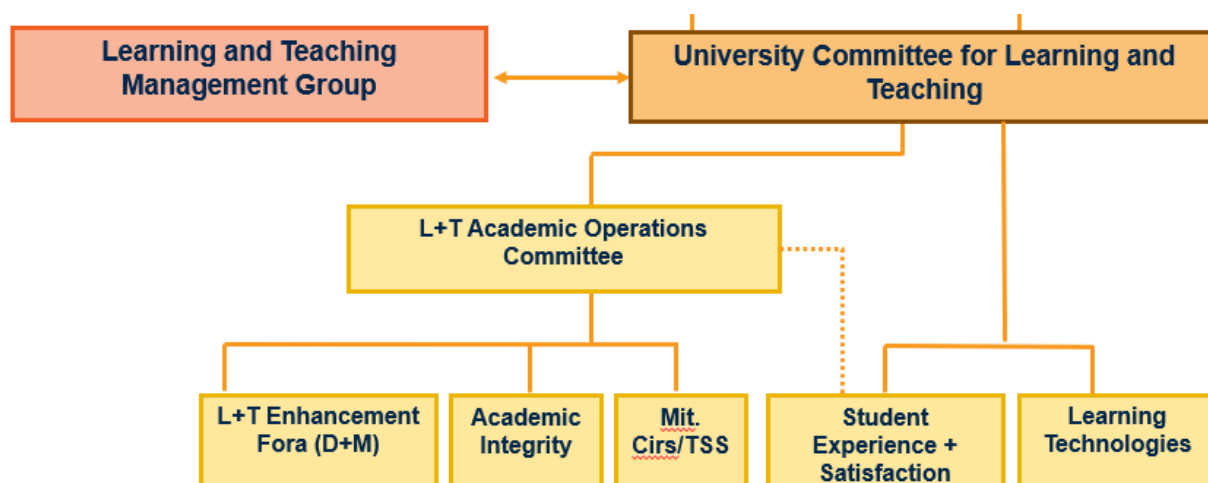 Learning and Teaching
Management Group
University Committee for Learning and
Teaching
L+T Academic Operations
Committee
L+T Enhancement
Fora (D+M)
Academic
Integrity
Mit.
Cirs/TSS
Student
Experience +
Satisfaction
Learning
Technologies